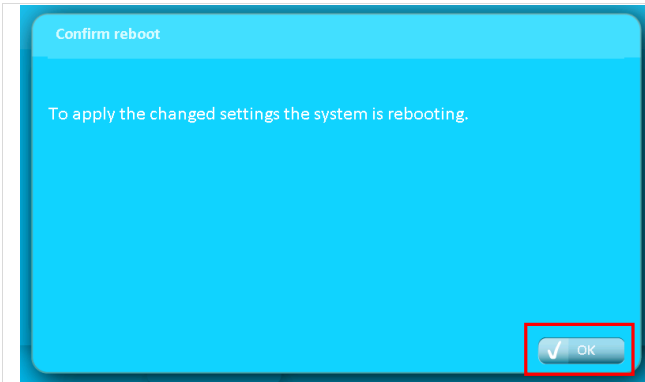 Confirm reboot
To apply the changed settings the system is rebooting.
OK